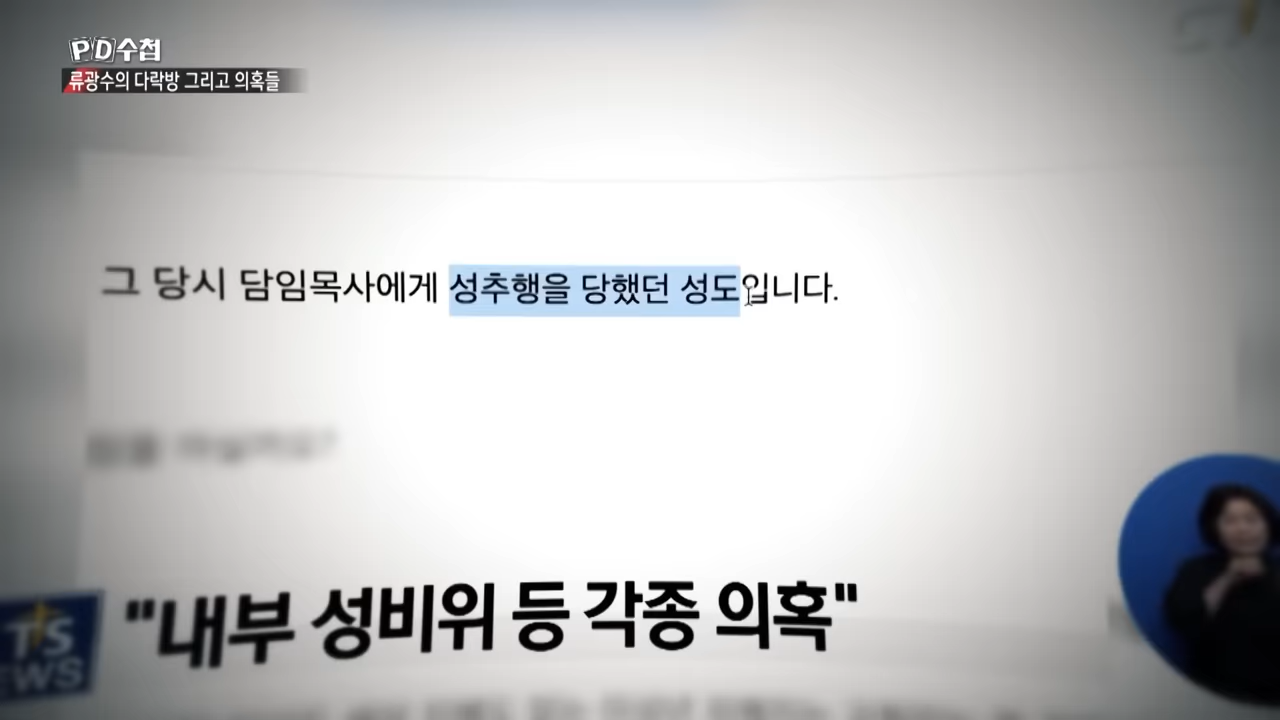 PD수첩
류광수의 다락방 그리고 의혹들
그 당시 담임목사에게 성추행을 당했던 성도입니다.
"내부 성비위 등 각종 의혹"
TS
EWS